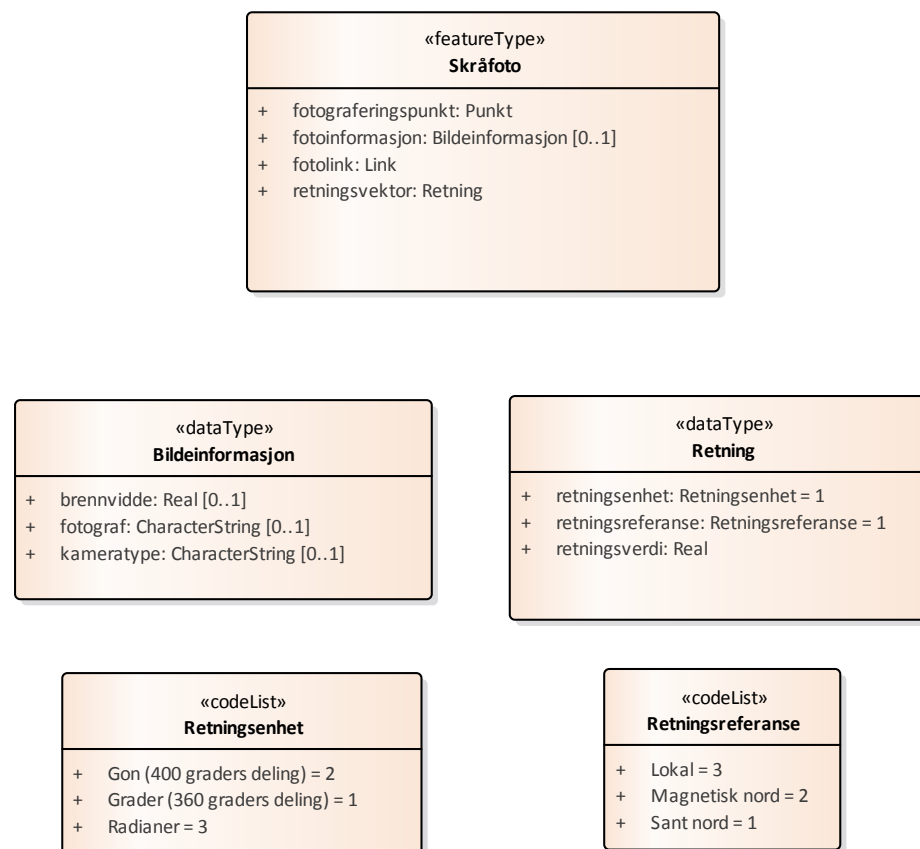 «featureType»
Skråfoto
+ fotograferingspunkt: Punkt
+ fotoinformasjon: Bildeinformasjon [0..1]
+ fotolink: Link
+ retningsvektor: Retning
«dataType»
Bildeinformasjon
+ brennvidde: Real [0..1]
+ fotograf: CharacterString [0..1]
+ kameratype: CharacterString [0..1]
«dataType»
Retning
+ retningsenhet: Retningsenhet = 1
+ retningsreferanse: Retningsreferanse = 1
+ retningsverdi: Real
«codeList»
Retningsenhet
+ Gon (400 graders deling) = 2
+ Grader (360 graders deling) = 1
+ Radianer = 3
«codeList»
Retningsreferanse
+ Lokal = 3
+ Magnetisk nord = 2
+ Sant nord = 1